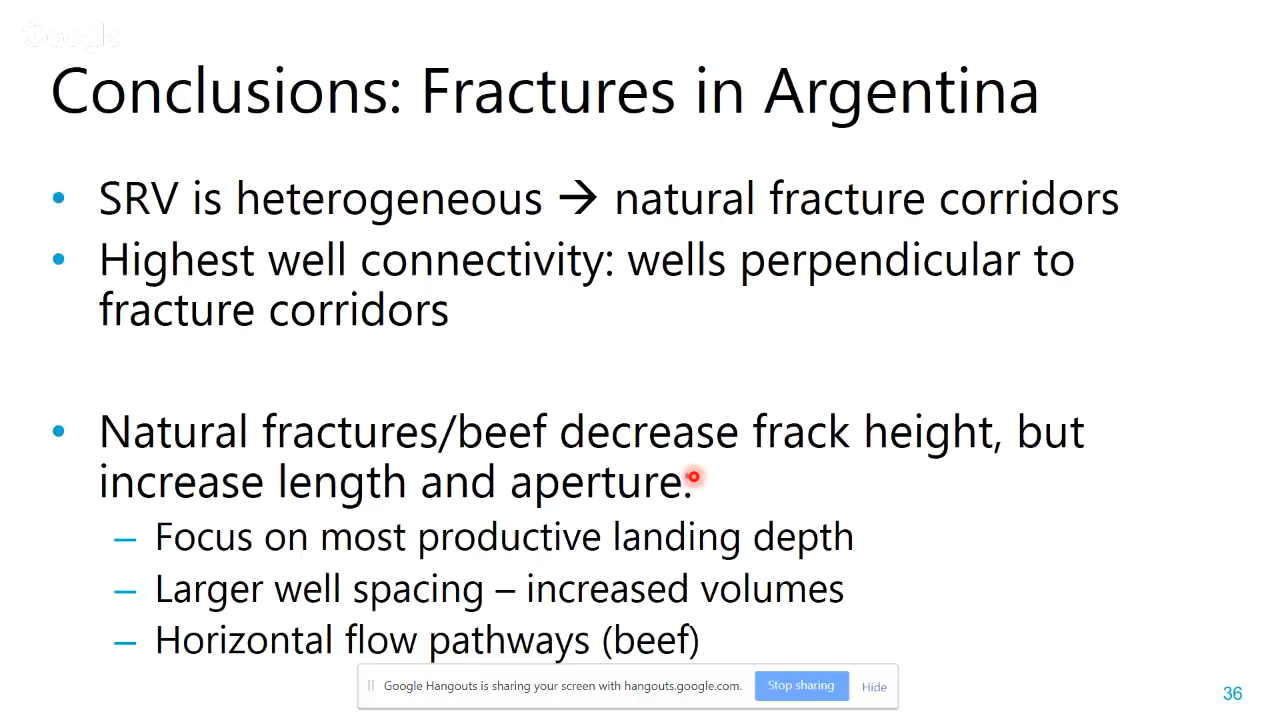 Google
Conclusions: Fractures in Argentina
• SRV is heterogeneous → natural fracture corridors
• Highest well connectivity: wells perpendicular to
fracture corridors
• Natural fractures/beef decrease frack height, but
increase length and aperture.
– Focus on most productive landing depth
– Larger well spacing – increased volumes
– Horizontal flow pathways (beef)
Google Hangouts is sharing your screen with hangouts.google.com. Stop sharing Hide
36